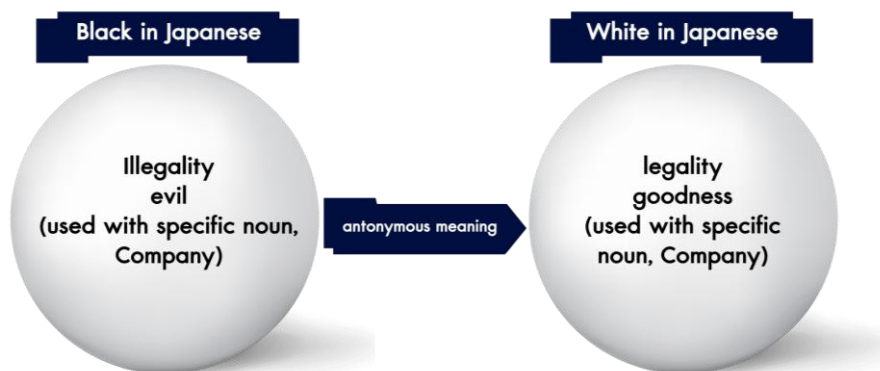 Black in Japanese
White in Japanese
Illegality
evil
(used with specific noun,
Company)
antonymous meaning
legality
goodness
(used with specific
noun, Company)